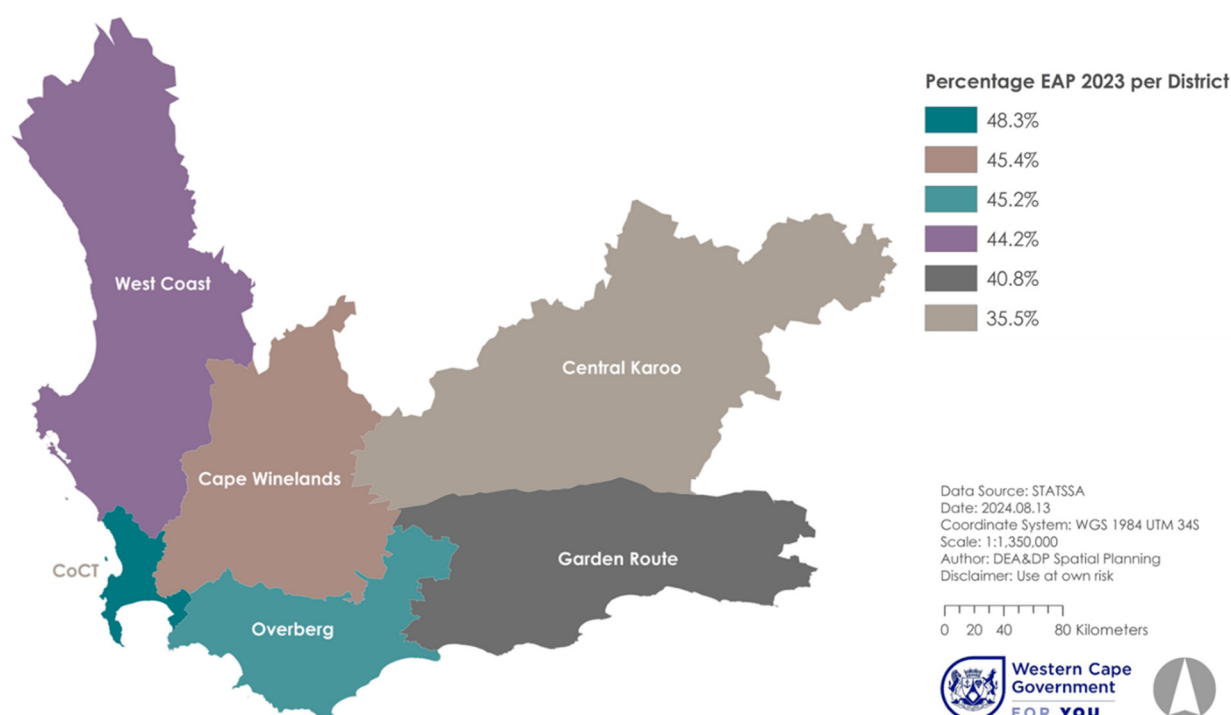 Percentage EAP 2023 per District
48.3%
45.4%
45.2%
44.2%
40.8%
35.5%
West Coast
Central Karoo
Cape Winelands
Garden Route
CoCT
Overberg
Data Source: STATSSA
Date: 2024.08.13
Coordinate System: WGS 1984 UTM 34S
Scale: 1:1,350,000
Author: DEA&DP Spatial Planning
Disclaimer: Use at own risk
0 20 40 80 Kilometers
Western Cape
Government
FOR YOU